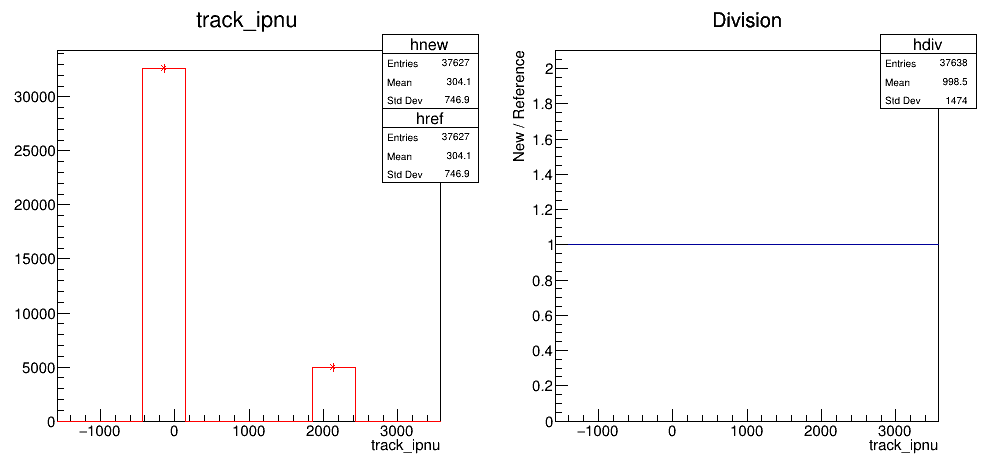 track_ipnu
hnew
Entries 37627
Mean 304.1
Std Dev 746.9
href
Entries 37627
Mean 304.1
Std Dev 746.9
30000
25000
20000
15000
10000
5000
0
−1000 0 1000 2000 3000
track_ipnu
Division
hdiv
Entries 37638
Mean 998.5
Std Dev 1474
New / Reference
2
1.8
1.6
1.4
1.2
1
0.8
0.6
0.4
0.2
0
−1000 0 1000 2000 3000
track_ipnu